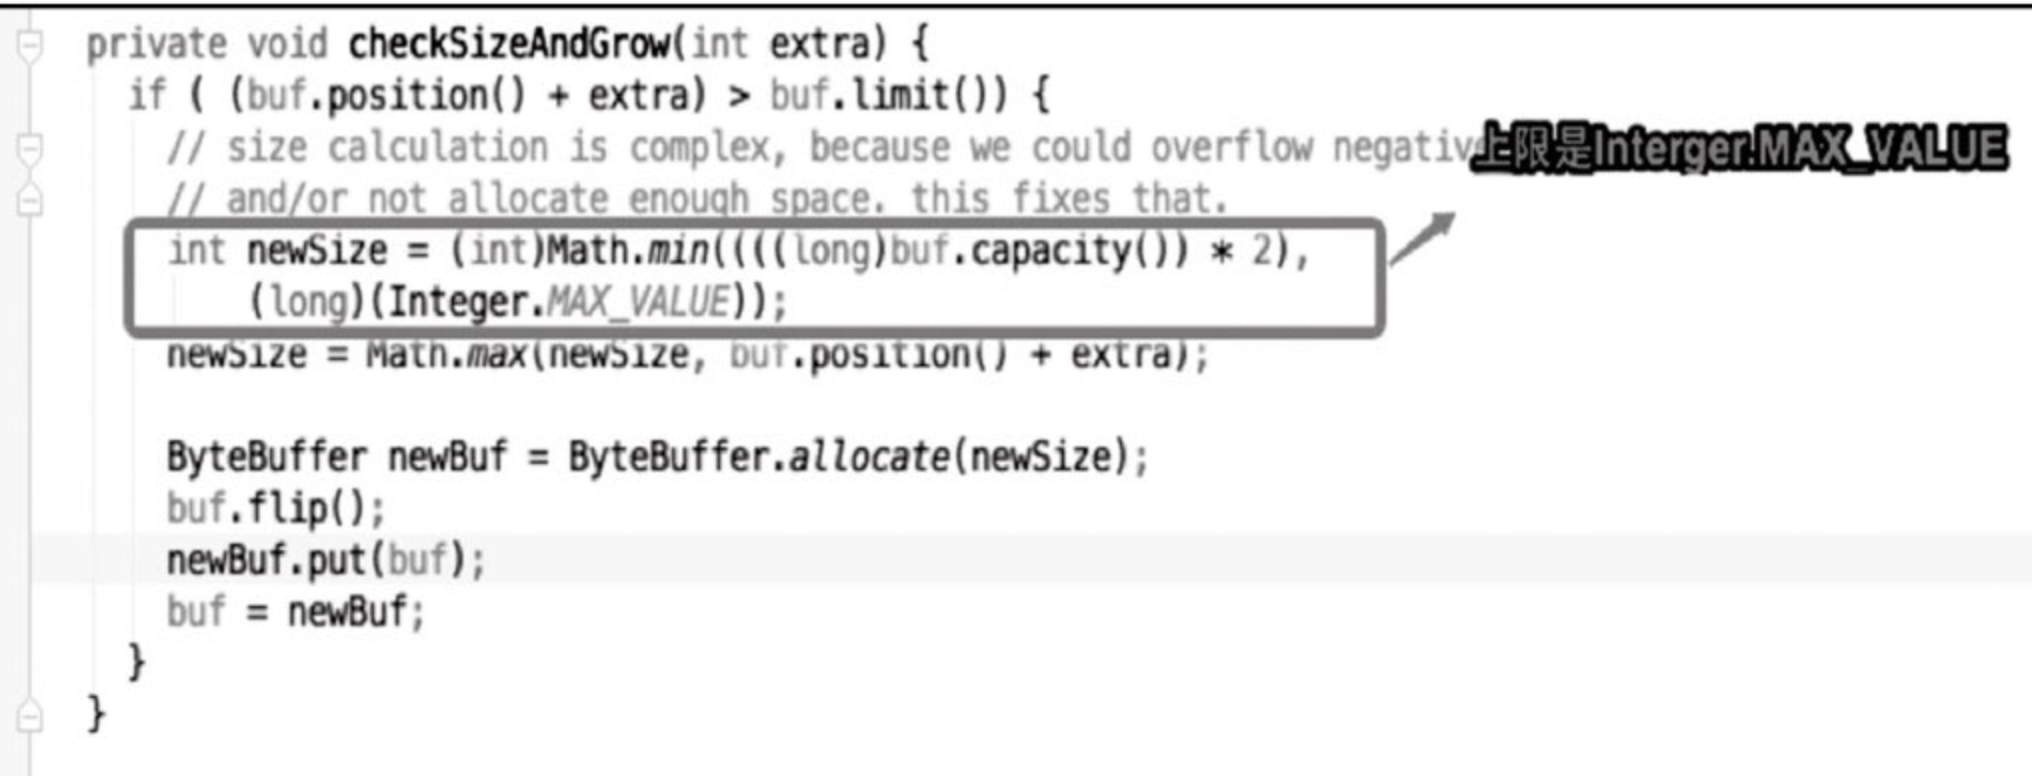 private void checkSizeAndGrow(int extra) {
if ( (buf.position() + extra) > buf.limit()) {
// size calculation is complex, because we could overflow negative
上限是Interger.MAX_VALUE
// and/or not allocate enough space. this fixes that.
int newSize = (int)Math.min((((long)buf.capacity()) * 2),
(long)(Integer.MAX_VALUE));
newSize = Math.max(newSize, buf.position() + extra);
ByteBuffer newBuf = ByteBuffer.allocate(newSize);
buf.flip();
newBuf.put(buf);
buf = newBuf;
}
}